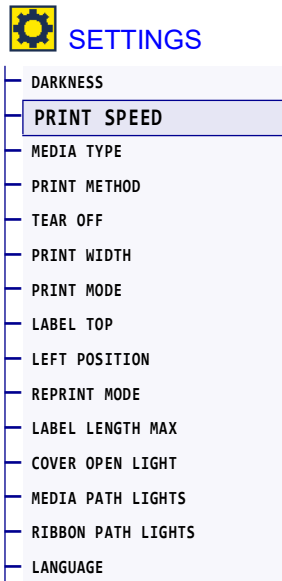 SETTINGS
DARKNESS
PRINT SPEED
MEDIA TYPE
PRINT METHOD
TEAR OFF
PRINT WIDTH
PRINT MODE
LABEL TOP
LEFT POSITION
REPRINT MODE
LABEL LENGTH MAX
COVER OPEN LIGHT
MEDIA PATH LIGHTS
RIBBON PATH LIGHTS
LANGUAGE